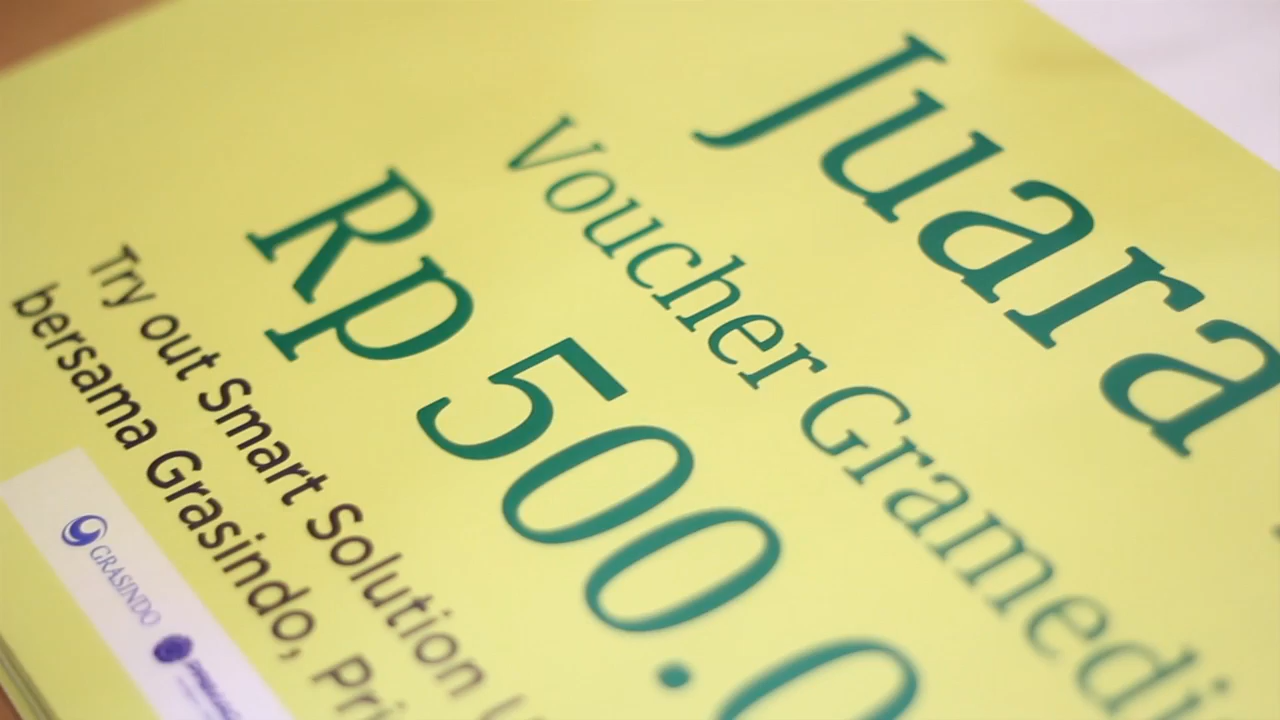 Juara
Voucher Gramedi
Rp 500.0
Try out Smart Solution
bersama Grasindo, Pri
GRASINDO